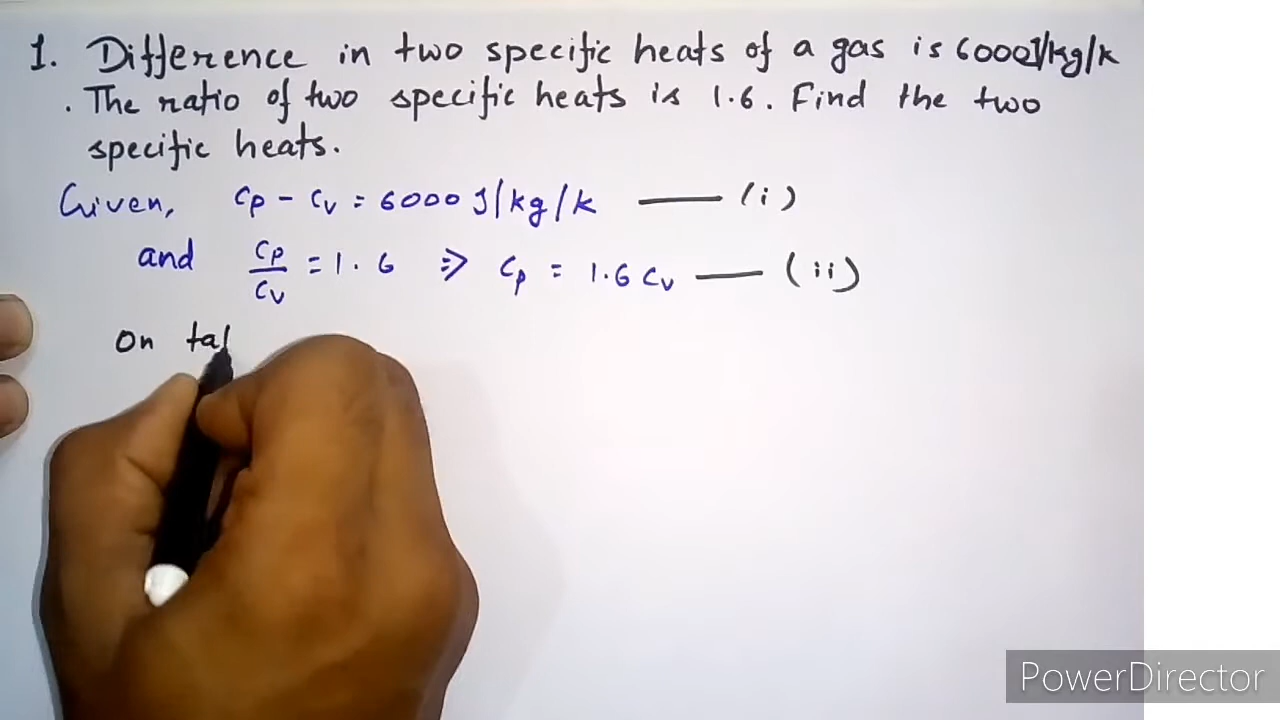 1. Difference in two specific heats of a gas is 6000J/kg/k
. The ratio of two specific heats is 1.6. Find the two
specific heats.
Given, Cp - Cv = 6000 J/kg/k —— (i)
and Cp/Cv = 1.6 ⇒ Cp = 1.6 Cv —— (ii)
On tal
PowerDirector